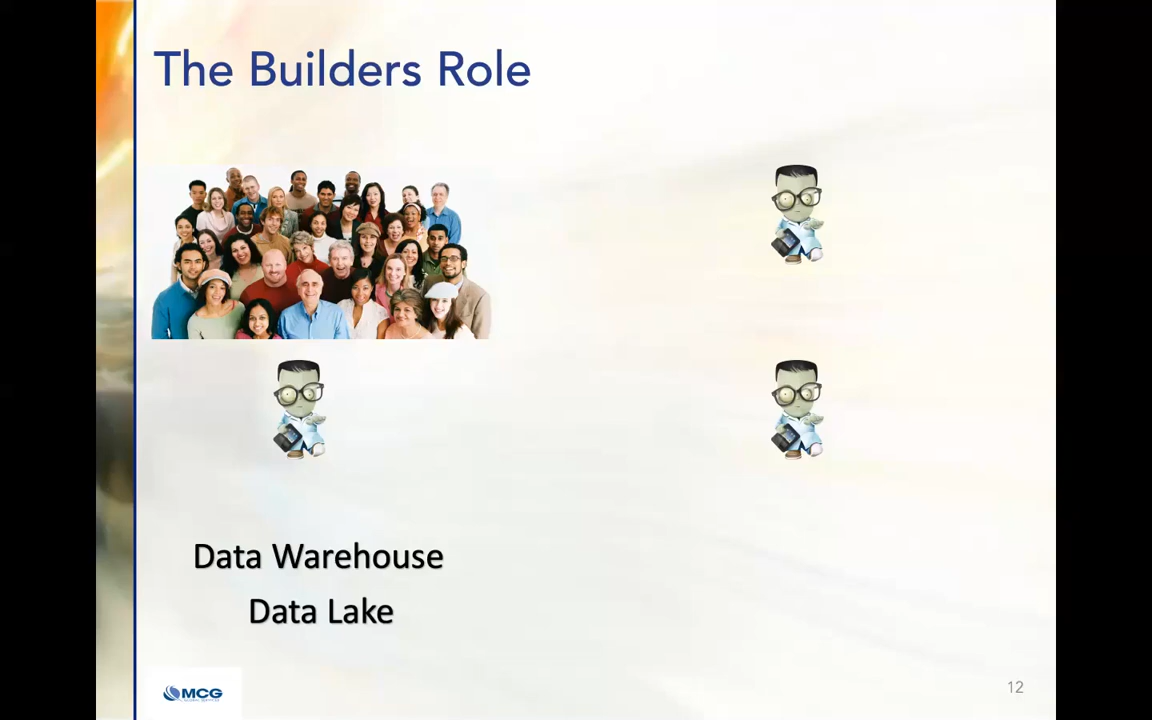 The Builders Role
Data Warehouse
Data Lake
MCG
12